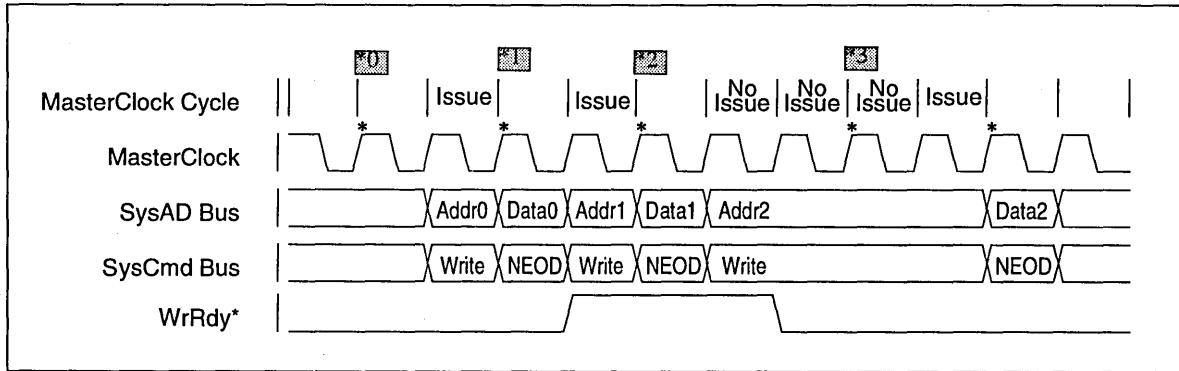 *0 *1 *2 *3
MasterClock Cycle Issue Issue No Issue No Issue No Issue Issue
* * * * *
MasterClock
SysAD Bus Addr0 Data0 Addr1 Data1 Addr2 Data2
SysCmd Bus Write NEOD Write NEOD Write NEOD
WrRdy*